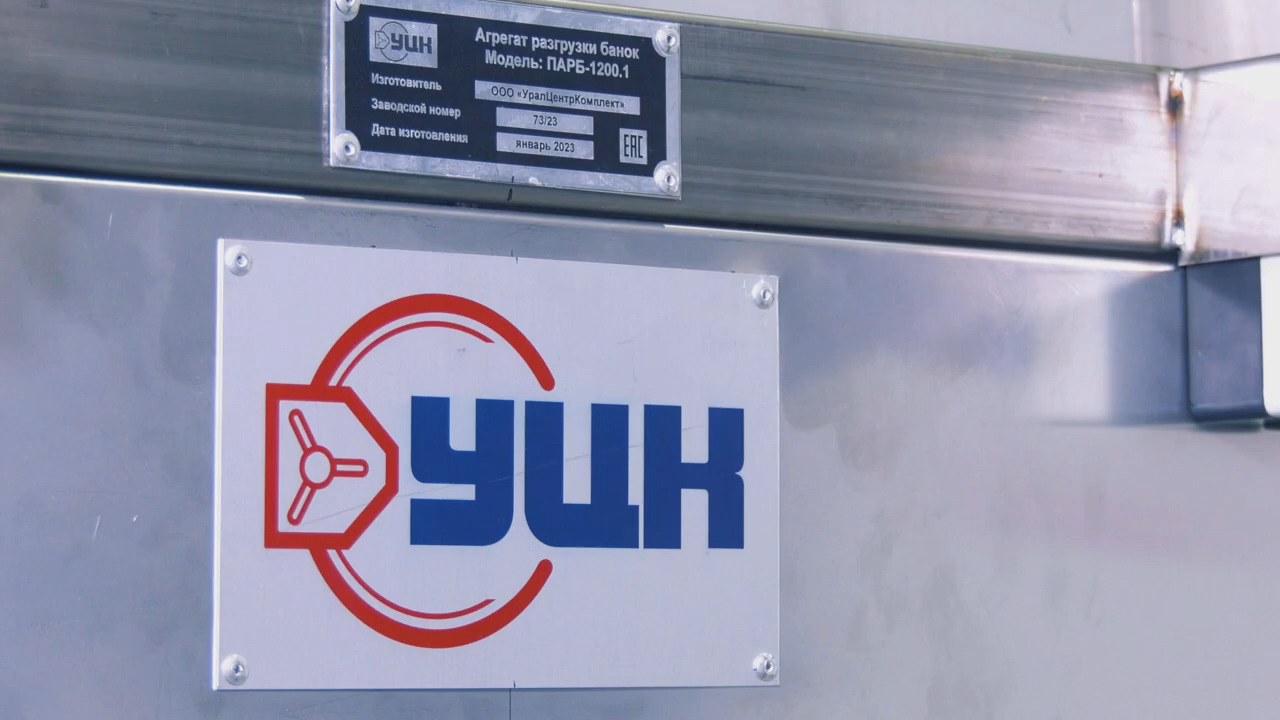 УЦК
Агрегат разгрузки банок
Модель: ПАРБ-1200.1
Изготовитель
ООО «УралЦентрКомплект»
Заводской номер
73/23
Дата изготовления
январь 2023
EAC
УЦК